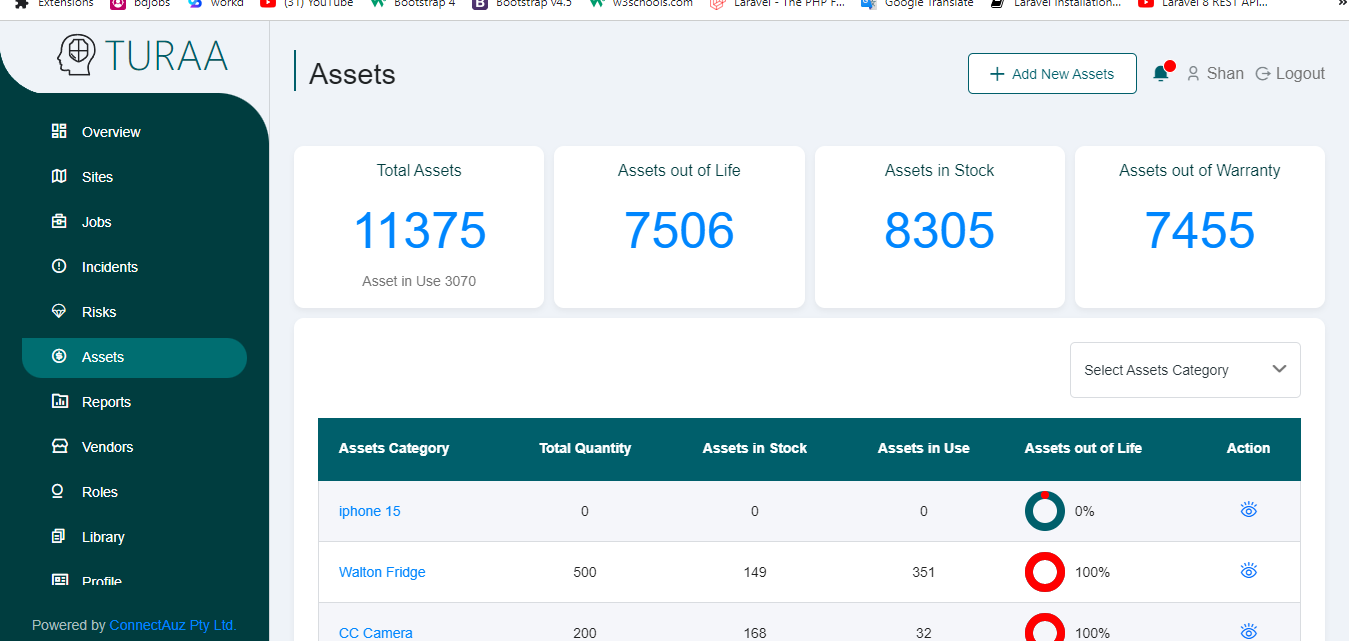 Extensions bdjobs workd (31) YouTube Bootstrap 4 Bootstrap v4.5 w3schools.com Laravel - The PHP F... Google Translate Laravel Installation... Laravel 8 REST API... »
TURAA
Assets
+ Add New Assets
Shan
Logout
Overview
Sites
Jobs
Incidents
Risks
Assets
Reports
Vendors
Roles
Library
Profile
Powered by ConnectAuz Pty Ltd.
Total Assets
11375
Asset in Use 3070
Assets out of Life
7506
Assets in Stock
8305
Assets out of Warranty
7455
Select Assets Category
Assets Category Total Quantity Assets in Stock Assets in Use Assets out of Life Action
iphone 15 0 0 0 0%
Walton Fridge 500 149 351 100%
CC Camera 200 168 32 100%